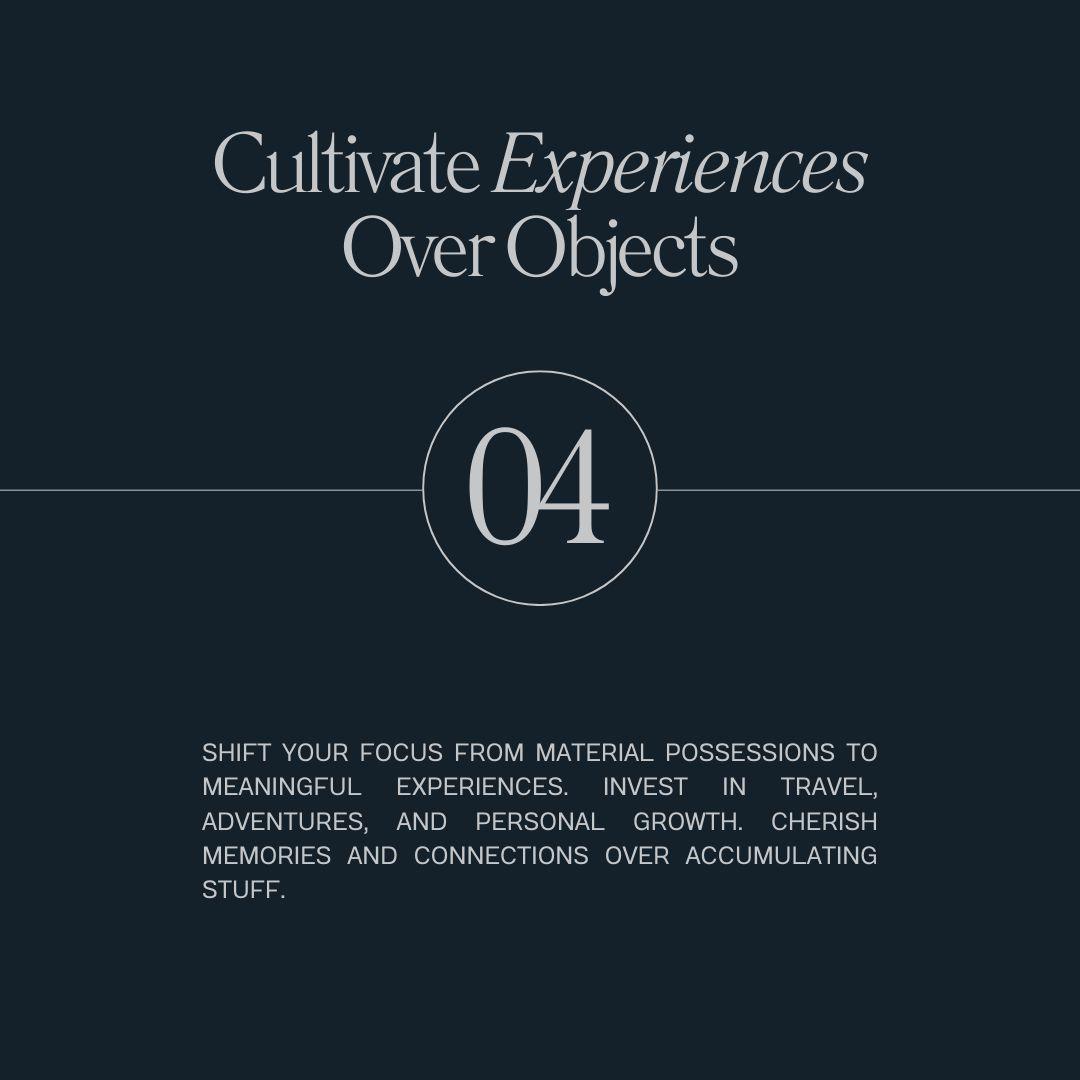 Cultivate Experiences
Over Objects
04
SHIFT YOUR FOCUS FROM MATERIAL POSSESSIONS TO
MEANINGFUL EXPERIENCES. INVEST IN TRAVEL,
ADVENTURES, AND PERSONAL GROWTH. CHERISH
MEMORIES AND CONNECTIONS OVER ACCUMULATING
STUFF.